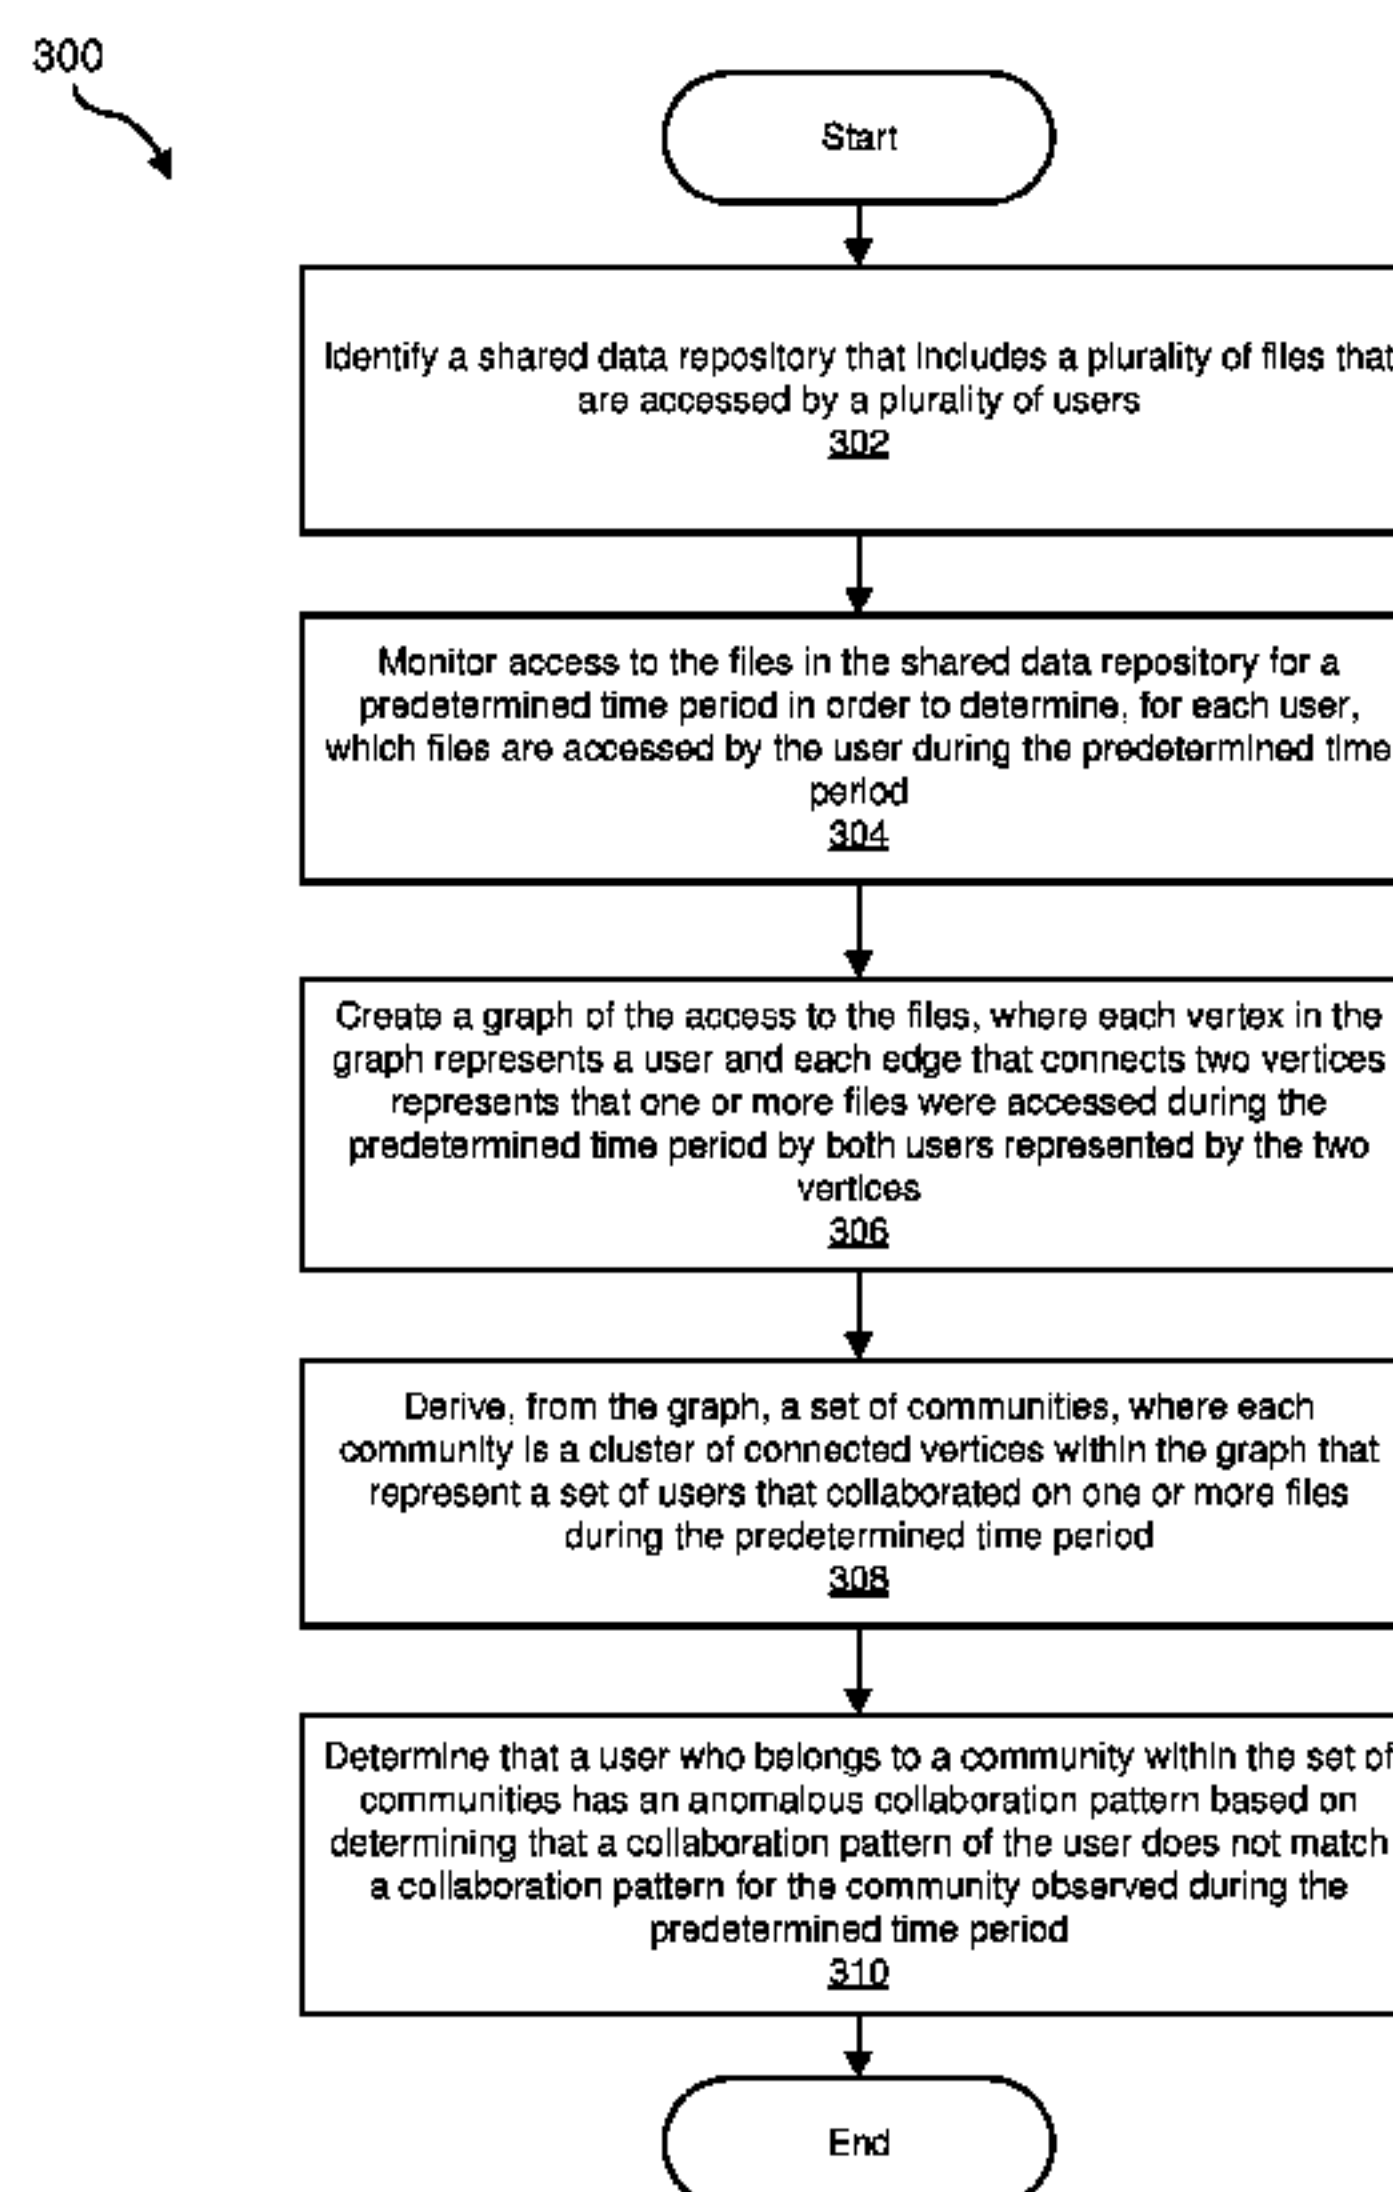 300
Start
Identify a shared data repository that includes a plurality of files that
are accessed by a plurality of users
302
Monitor access to the files in the shared data repository for a
predetermined time period in order to determine, for each user,
which files are accessed by the user during the predetermined time
period
304
Create a graph of the access to the files, where each vertex in the
graph represents a user and each edge that connects two vertices
represents that one or more files were accessed during the
predetermined time period by both users represented by the two
vertices
306
Derive, from the graph, a set of communities, where each
community is a cluster of connected vertices within the graph that
represent a set of users that collaborated on one or more files
during the predetermined time period
308
Determine that a user who belongs to a community within the set of
communities has an anomalous collaboration pattern based on
determining that a collaboration pattern of the user does not match
a collaboration pattern for the community observed during the
predetermined time period
310
End